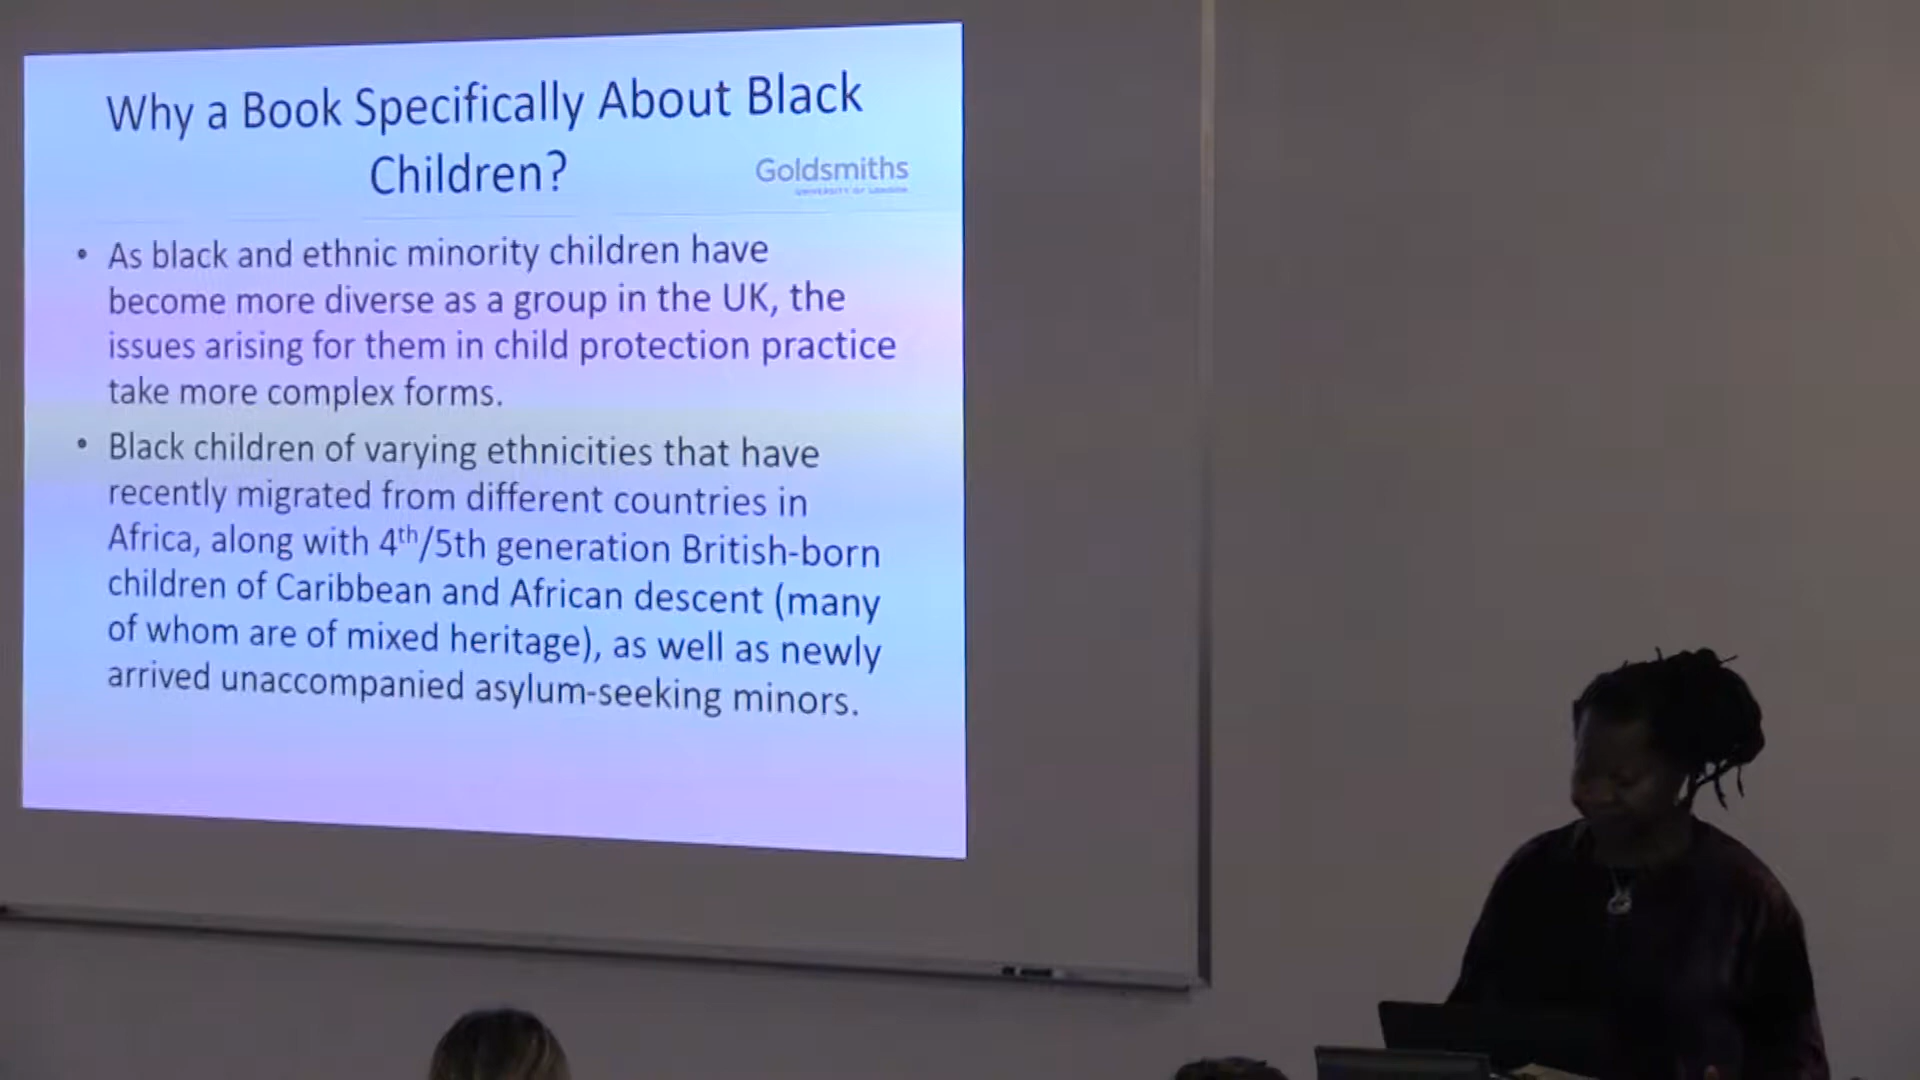 Why a Book Specifically About Black
Children?
Goldsmiths
UNIVERSITY OF LONDON
• As black and ethnic minority children have
become more diverse as a group in the UK, the
issues arising for them in child protection practice
take more complex forms.
• Black children of varying ethnicities that have
recently migrated from different countries in
Africa, along with 4th/5th generation British-born
children of Caribbean and African descent (many
of whom are of mixed heritage), as well as newly
arrived unaccompanied asylum-seeking minors.